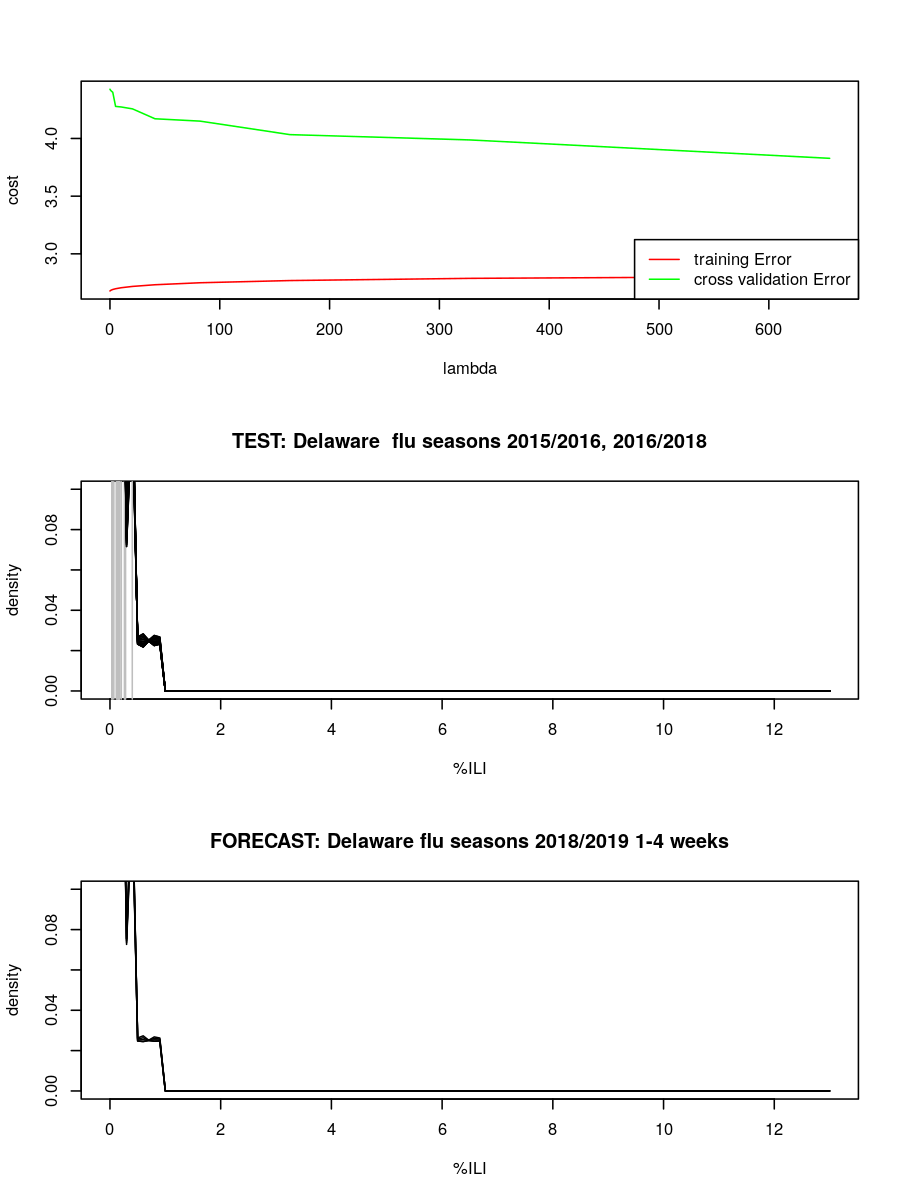 cost
3.0 3.5 4.0
training Error
cross validation Error
0 100 200 300 400 500 600
lambda
TEST: Delaware  flu seasons 2015/2016, 2016/2018
density
0.00 0.04 0.08
0 2 4 6 8 10 12
%ILI
FORECAST: Delaware flu seasons 2018/2019 1-4 weeks
density
0.00 0.04 0.08
0 2 4 6 8 10 12
%ILI